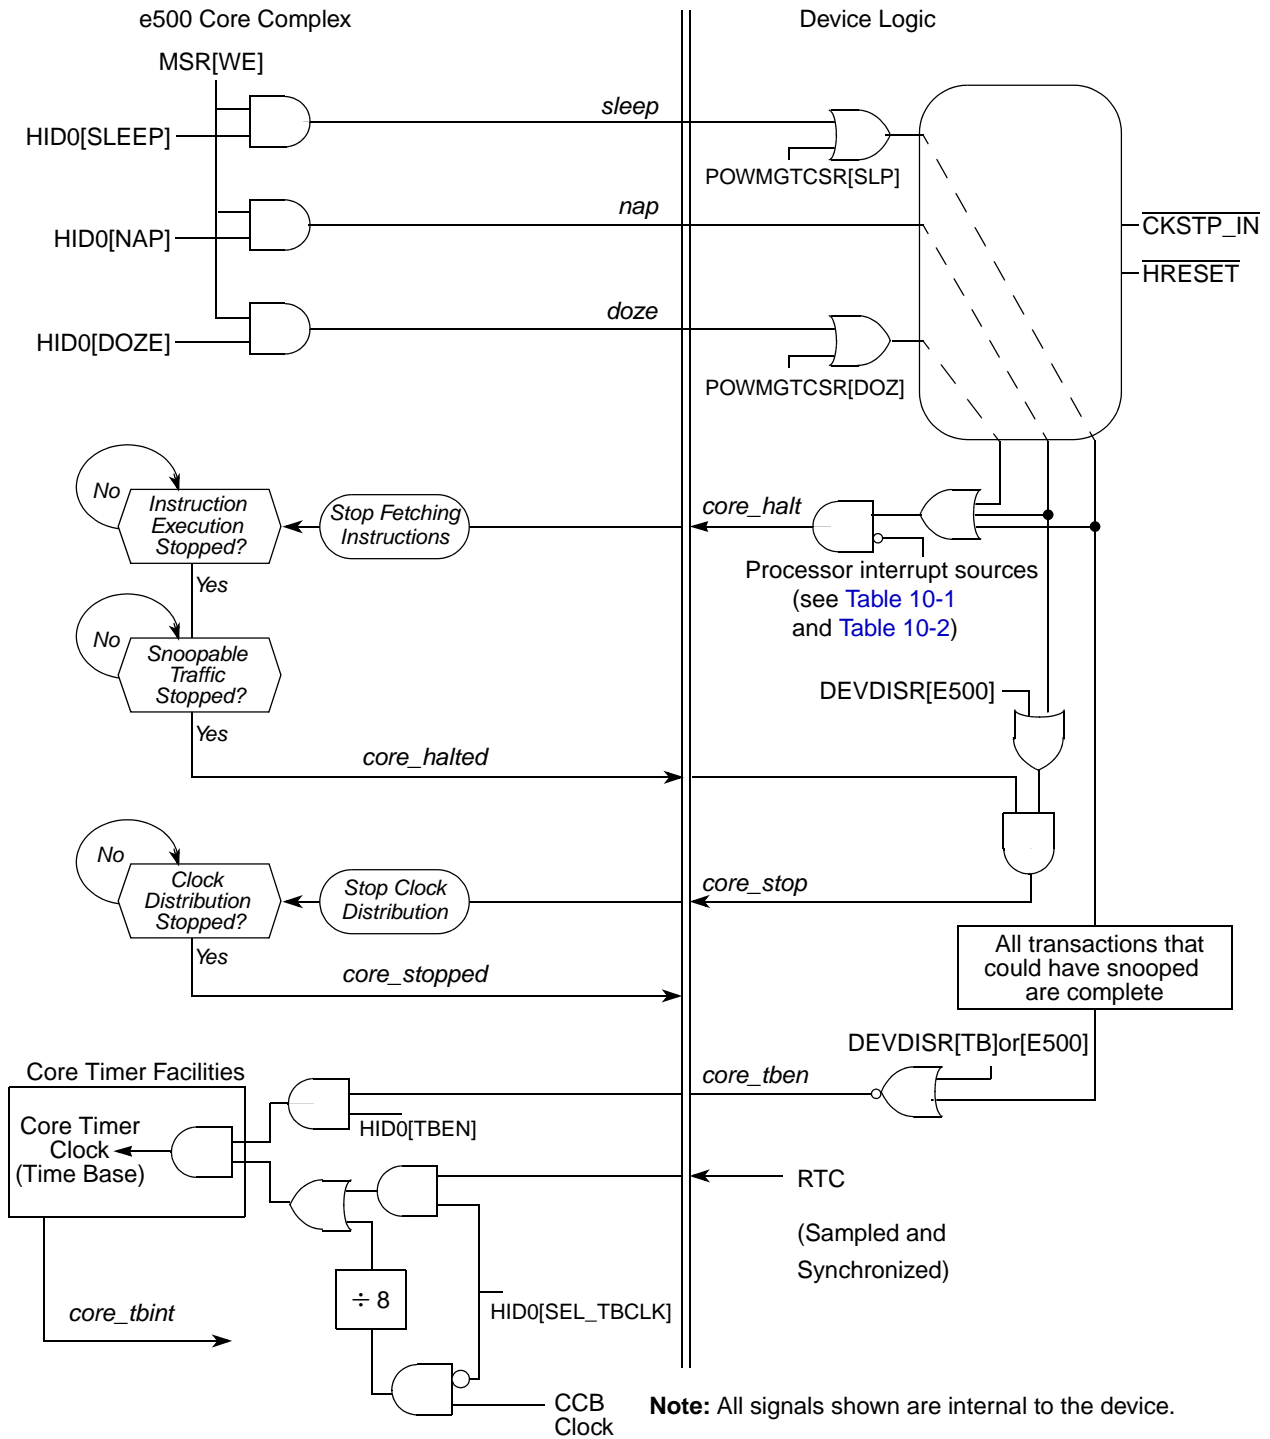 e500 Core Complex
Device Logic
MSR[WE]
sleep
HID0[SLEEP]
POWMGTCSR[SLP]
nap
HID0[NAP]
CKSTP_IN
HRESET
doze
HID0[DOZE]
POWMGTCSR[DOZ]
No
Instruction
Execution
Stopped?
Stop Fetching
Instructions
core_halt
Yes
Processor interrupt sources
(see Table 10-1
and Table 10-2)
No
Snoopable
Traffic
Stopped?
DEVDISR[E500]
Yes
core_halted
No
Clock
Distribution
Stopped?
Stop Clock
Distribution
core_stop
Yes
core_stopped
All transactions that
could have snooped
are complete
DEVDISR[TB]or[E500]
Core Timer Facilities
core_tben
Core Timer
Clock
(Time Base)
HID0[TBEN]
RTC
(Sampled and
Synchronized)
÷ 8
core_tbint
HID0[SEL_TBCLK]
CCB
Clock
Note: All signals shown are internal to the device.